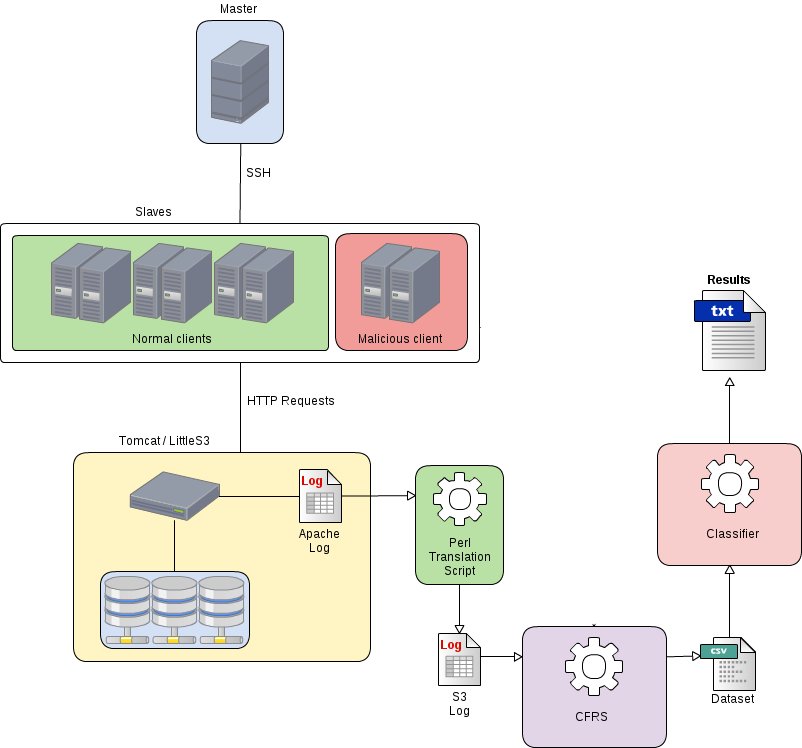 Master
SSH
Slaves
Normal clients
Malicious client
HTTP Requests
Tomcat / LittleS3
Log
Apache
Log
Perl
Translation
Script
Log
S3
Log
CFRS
csv
Dataset
Classifier
Results
txt